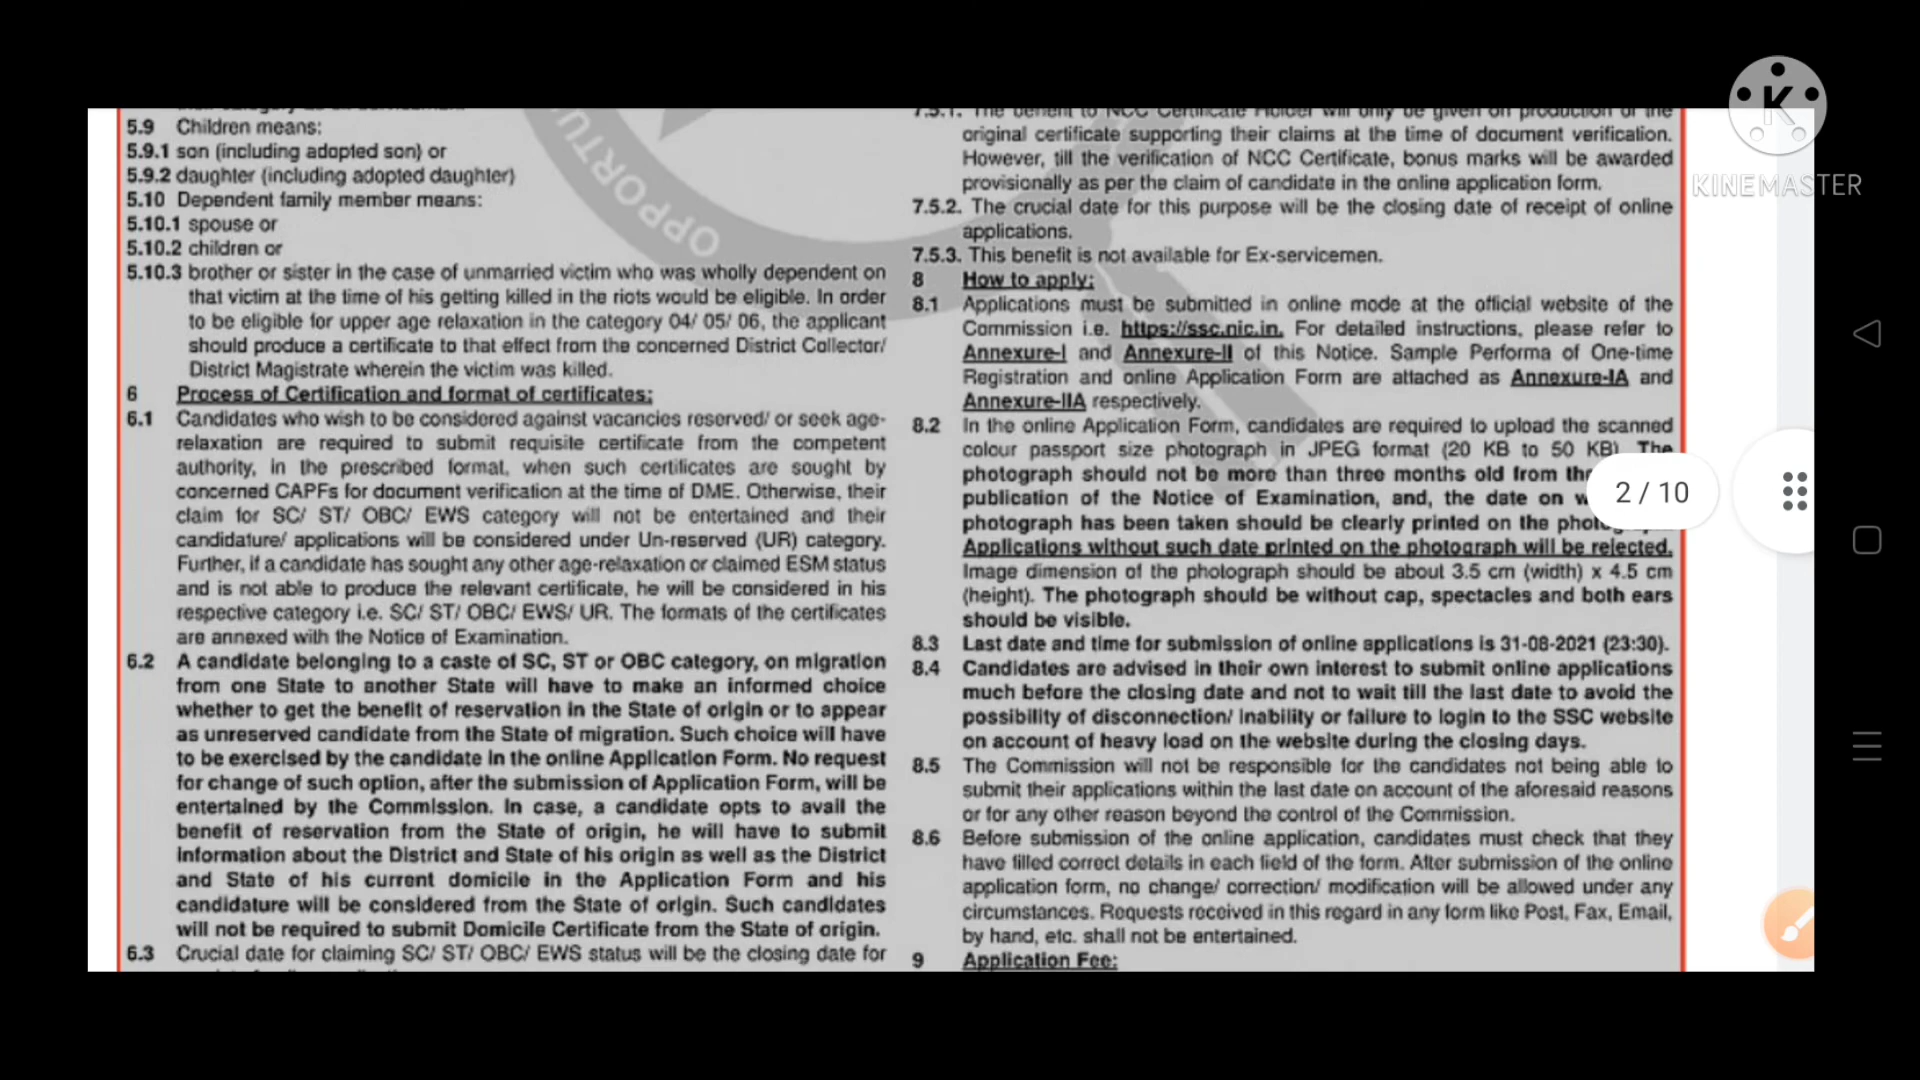 5.9 Children means:
5.9.1 son (including adopted son) or
5.9.2 daughter (including adopted daughter)
5.10 Dependent family member means:
5.10.1 spouse or
5.10.2 children or
5.10.3 brother or sister in the case of unmarried victim who was wholly dependent on
that victim at the time of his getting killed in the riots would be eligible. In order
to be eligible for upper age relaxation in the category 04/ 05/ 06, the applicant
should produce a certificate to that effect from the concerned District Collector/
District Magistrate wherein the victim was killed.
6 Process of Certification and format of certificates:
6.1 Candidates who wish to be considered against vacancies reserved/ or seek age-
relaxation are required to submit requisite certificate from the competent
authority, in the prescribed format, when such certificates are sought by
concerned CAPFs for document verification at the time of DME. Otherwise, their
claim for SC/ ST/ OBC/ EWS category will not be entertained and their
candidature/ applications will be considered under Un-reserved (UR) category.
Further, if a candidate has sought any other age-relaxation or claimed ESM status
and is not able to produce the relevant certificate, he will be considered in his
respective category i.e. SC/ ST/ OBC/ EWS/ UR. The formats of the certificates
are annexed with the Notice of Examination.
6.2 A candidate belonging to a caste of SC, ST or OBC category, on migration
from one State to another State will have to make an informed choice
whether to get the benefit of reservation in the State of origin or to appear
as unreserved candidate from the State of migration. Such choice will have
to be exercised by the candidate in the online Application Form. No request
for change of such option, after the submission of Application Form, will be
entertained by the Commission. In case, a candidate opts to avail the
benefit of reservation from the State of origin, he will have to submit
information about the District and State of his origin as well as the District
and State of his current domicile in the Application Form and his
candidature will be considered from the State of origin. Such candidates
will not be required to submit Domicile Certificate from the State of origin.
6.3 Crucial date for claiming SC/ ST/ OBC/ EWS status will be the closing date for
OPPORTU
7.5.1. The benefit to NCC Certificate Holder will only be given on production of the
original certificate supporting their claims at the time of document verification.
However, till the verification of NCC Certificate, bonus marks will be awarded
provisionally as per the claim of candidate in the online application form.
7.5.2. The crucial date for this purpose will be the closing date of receipt of online
applications.
7.5.3. This benefit is not available for Ex-servicemen.
8 How to apply:
8.1 Applications must be submitted in online mode at the official website of the
Commission i.e. https://ssc.nic.in. For detailed instructions, please refer to
Annexure-I and Annexure-II of this Notice. Sample Performa of One-time
Registration and online Application Form are attached as Annexure-IA and
Annexure-IIA respectively.
8.2 In the online Application Form, candidates are required to upload the scanned
colour passport size photograph in JPEG format (20 KB to 50 KB). The
photograph should not be more than three months old from the
publication of the Notice of Examination, and, the date on
photograph has been taken should be clearly printed on the
Applications without such date printed on the photograph will be rejected.
Image dimension of the photograph should be about 3.5 cm (width) x 4.5 cm
(height). The photograph should be without cap, spectacles and both ears
should be visible.
8.3 Last date and time for submission of online applications is 31-08-2021 (23:30).
8.4 Candidates are advised in their own interest to submit online applications
much before the closing date and not to wait till the last date to avoid the
possibility of disconnection/ inability or failure to login to the SSC website
on account of heavy load on the website during the closing days.
8.5 The Commission will not be responsible for the candidates not being able to
submit their applications within the last date on account of the aforesaid reasons
or for any other reason beyond the control of the Commission.
8.6 Before submission of the online application, candidates must check that they
have filled correct details in each field of the form. After submission of the online
application form, no change/ correction/ modification will be allowed under any
circumstances. Requests received in this regard in any form like Post, Fax, Email,
by hand, etc. shall not be entertained.
9 Application Fee:
2 / 10
K
KINEMASTER